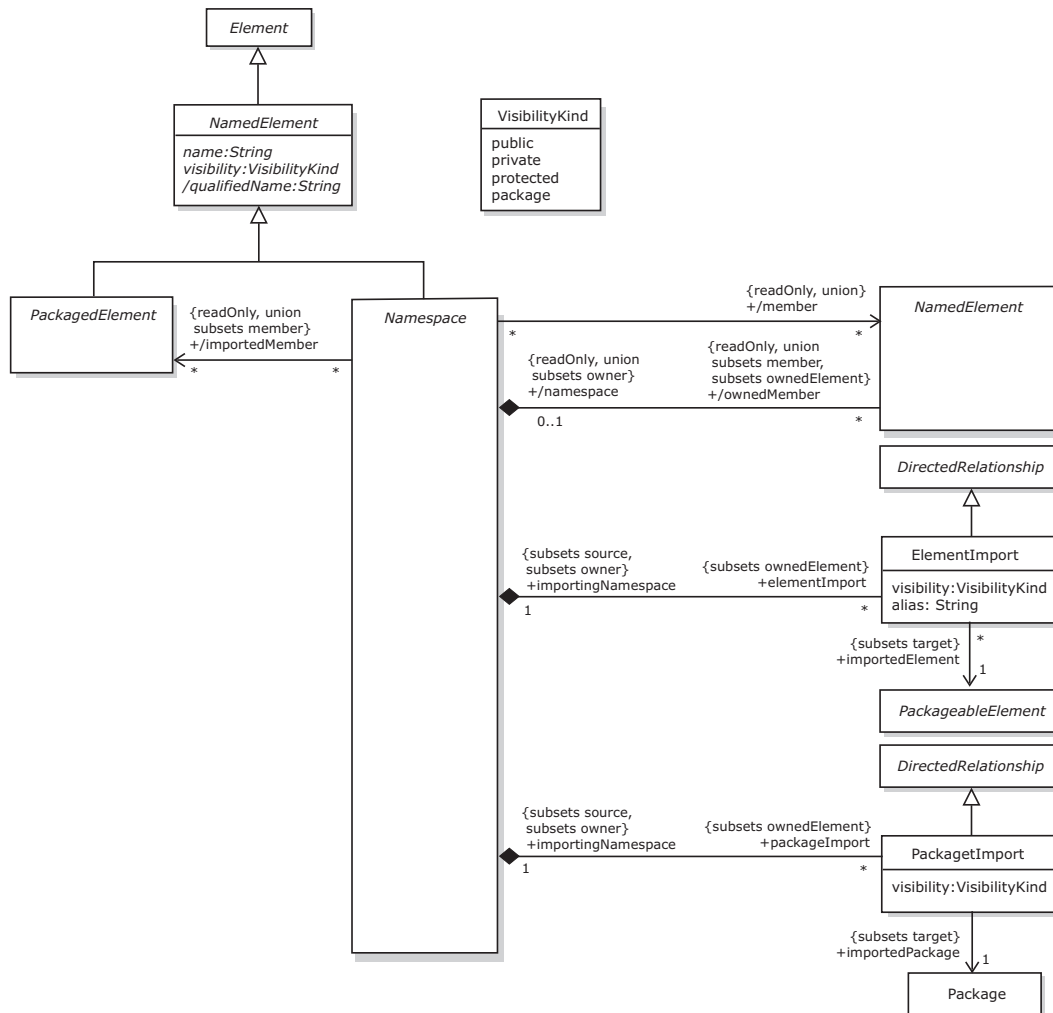 Element
NamedElement
name:String
visibility:VisibilityKind
/qualifiedName:String
VisibilityKind
public
private
protected
package
PackagedElement
{readOnly, union
subsets member}
+/importedMember
*
*
Namespace
{readOnly, union}
+/member
*
*
NamedElement
{readOnly, union
subsets owner}
+/namespace
0..1
{readOnly, union
subsets member,
subsets ownedElement}
+/ownedMember
*
DirectedRelationship
{subsets source,
subsets owner}
+importingNamespace
1
{subsets ownedElement}
+elementImport
*
ElementImport
visibility:VisibilityKind
alias: String
{subsets target}
+importedElement
*
1
PackageableElement
DirectedRelationship
{subsets source,
subsets owner}
+importingNamespace
1
{subsets ownedElement}
+packageImport
*
PackagetImport
visibility:VisibilityKind
{subsets target}
+importedPackage
1
Package